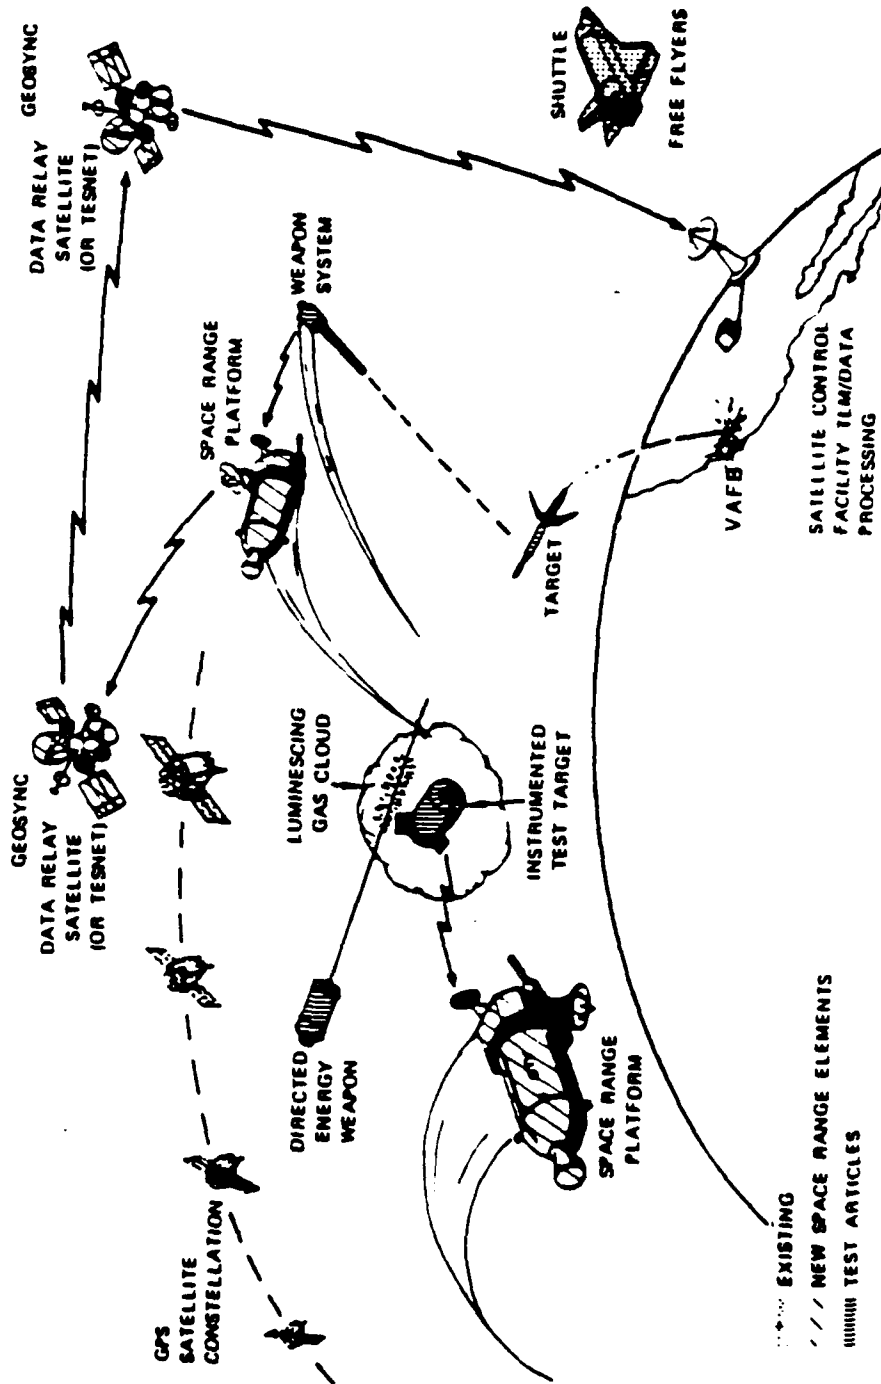 GEOSYNC
DATA RELAY
SATELLITE
(OR TESNET)
GEOSYNC
DATA RELAY
SATELLITE
(OR TESNET)
GPS
SATELLITE
CONSTELLATION
SPACE RANGE
PLATFORM
WEAPON
SYSTEM
SHUTTLE
FREE FLYERS
DIRECTED
ENERGY
WEAPON
LUMINESCING
GAS CLOUD
INSTRUMENTED
TEST TARGET
TARGET
SPACE RANGE
PLATFORM
VAFB
SATELLITE CONTROL
FACILITY TLM/DATA
PROCESSING
EXISTING
/ / / NEW SPACE RANGE ELEMENTS
TEST ARTICLES